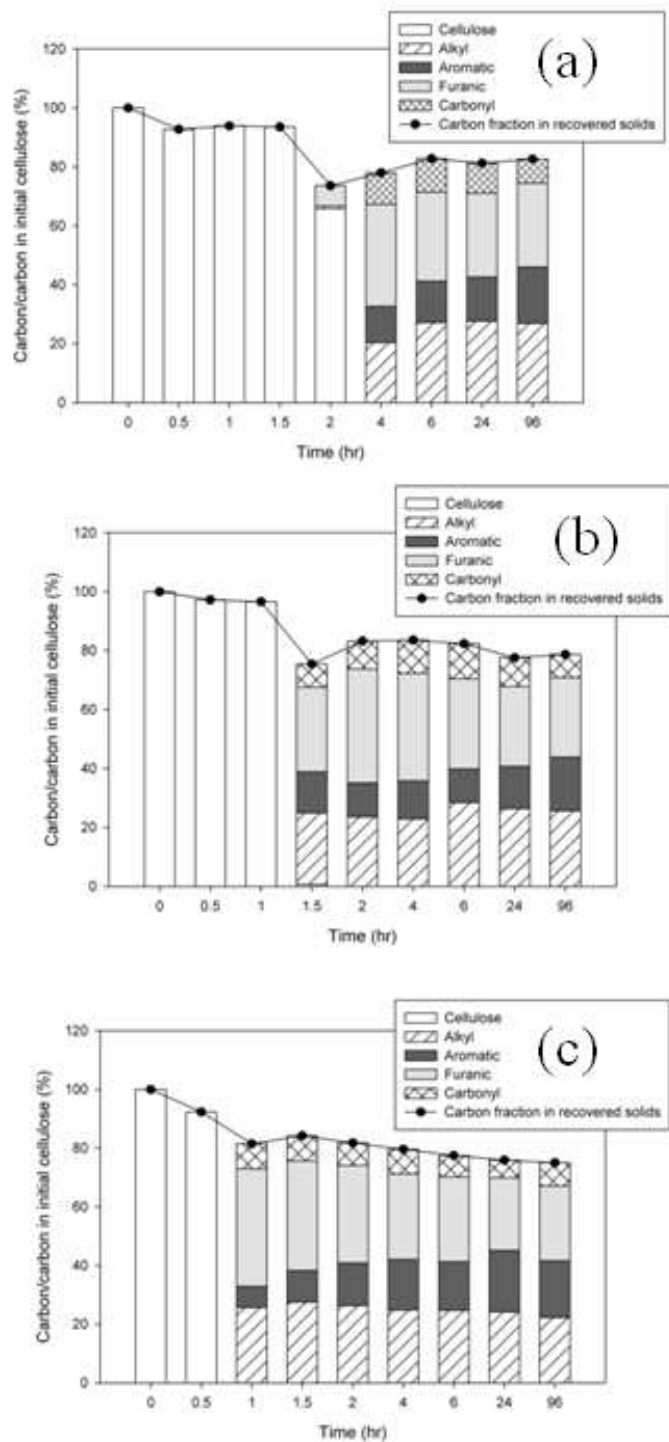 Cellulose
Alkyl
Aromatic
Furanic
Carbonyl
Carbon fraction in recovered solids
(a)
Carbon/carbon in initial cellulose (%)
120
100
80
60
40
20
0
0 0.5 1 1.5 2 4 6 24 96
Time (hr)
Cellulose
Alkyl
Aromatic
Furanic
Carbonyl
Carbon fraction in recovered solids
(b)
Carbon/carbon in initial cellulose (%)
120
100
80
60
40
20
0
0 0.5 1 1.5 2 4 6 24 96
Time (hr)
Cellulose
Alkyl
Aromatic
Furanic
Carbonyl
Carbon fraction in recovered solids
(c)
Carbon/carbon in initial cellulose (%)
120
100
80
60
40
20
0
0 0.5 1 1.5 2 4 6 24 96
Time (hr)